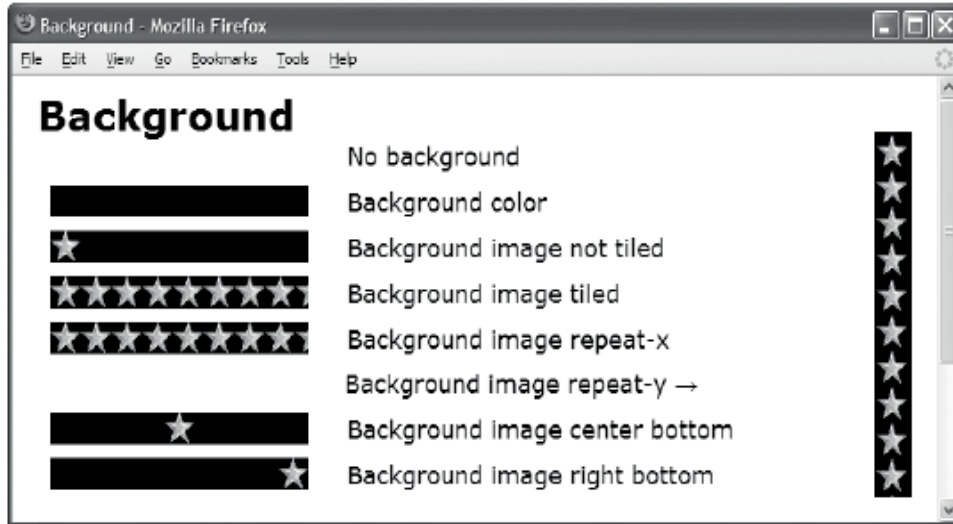 Background - Mozilla Firefox
File Edit View Go Bookmarks Tools Help
Background
No background
Background color
Background image not tiled
Background image tiled
Background image repeat-x
Background image repeat-y →
Background image center bottom
Background image right bottom